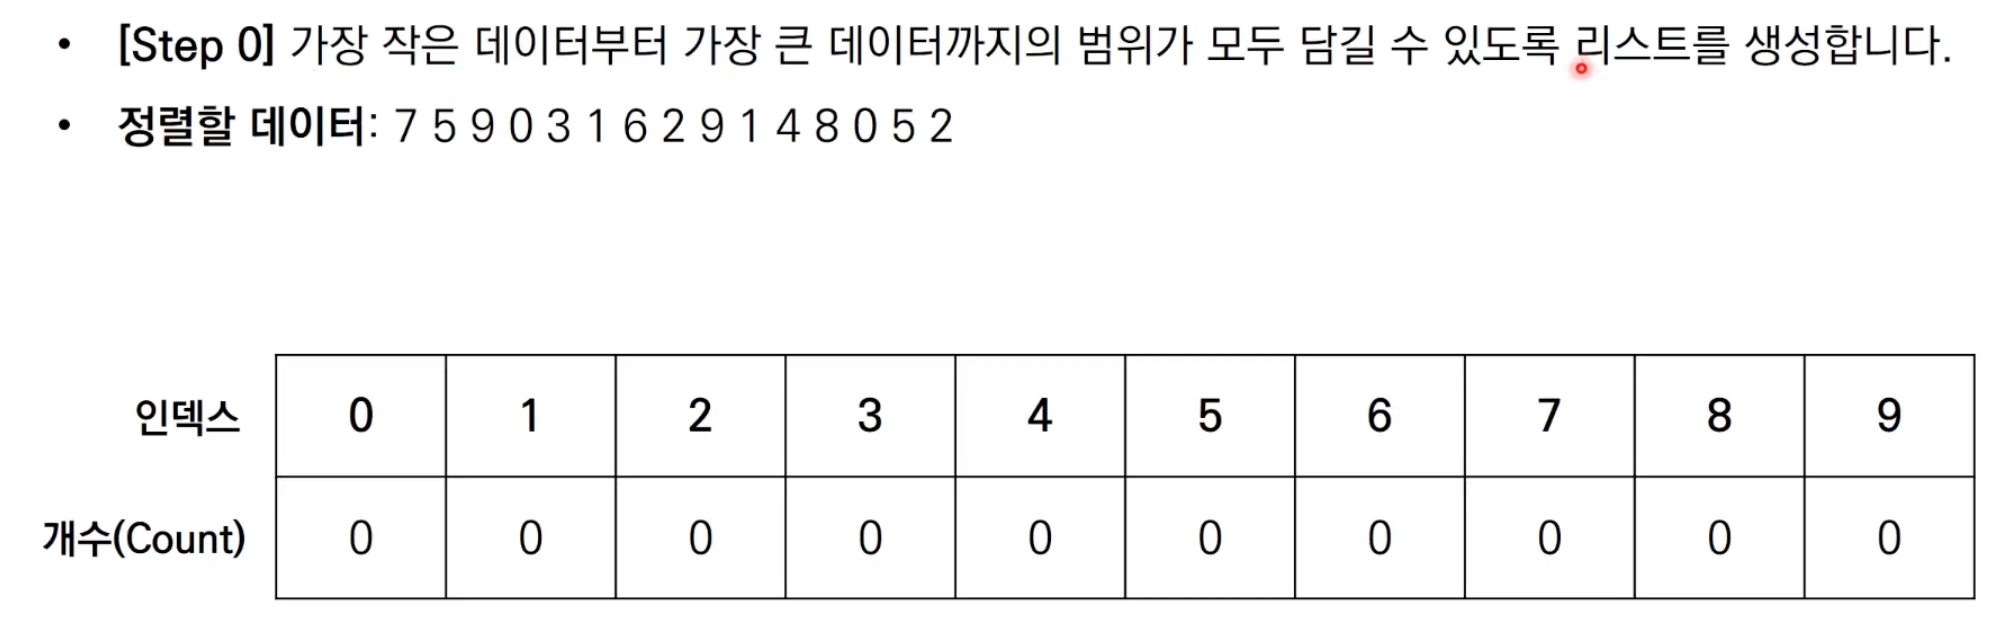 • [Step 0] 가장 작은 데이터부터 가장 큰 데이터까지의 범위가 모두 담길 수 있도록 리스트를 생성합니다.
• 정렬할 데이터: 7 5 9 0 3 1 6 2 9 1 4 8 0 5 2
인덱스 0 1 2 3 4 5 6 7 8 9
개수(Count) 0 0 0 0 0 0 0 0 0 0